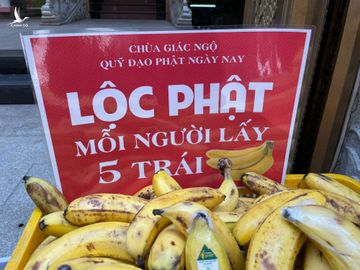 CHÙA GIÁC NGỘ
QUỸ ĐẠO PHẬT NGÀY NAY
LỘC PHẬT
MỖI NGƯỜI LẤY
5 TRÁI